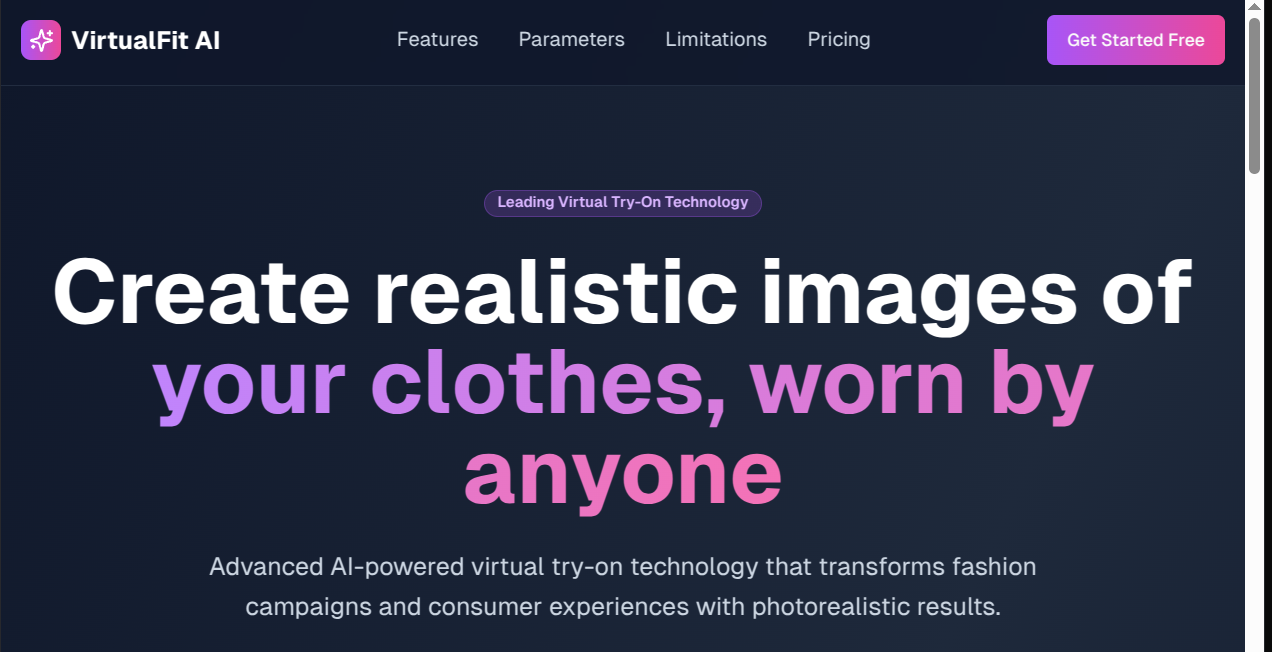 VirtualFit AI
Features
Parameters
Limitations
Pricing
Get Started Free
Leading Virtual Try-On Technology
Create realistic images of
your clothes, worn by
anyone
Advanced AI-powered virtual try-on technology that transforms fashion
campaigns and consumer experiences with photorealistic results.